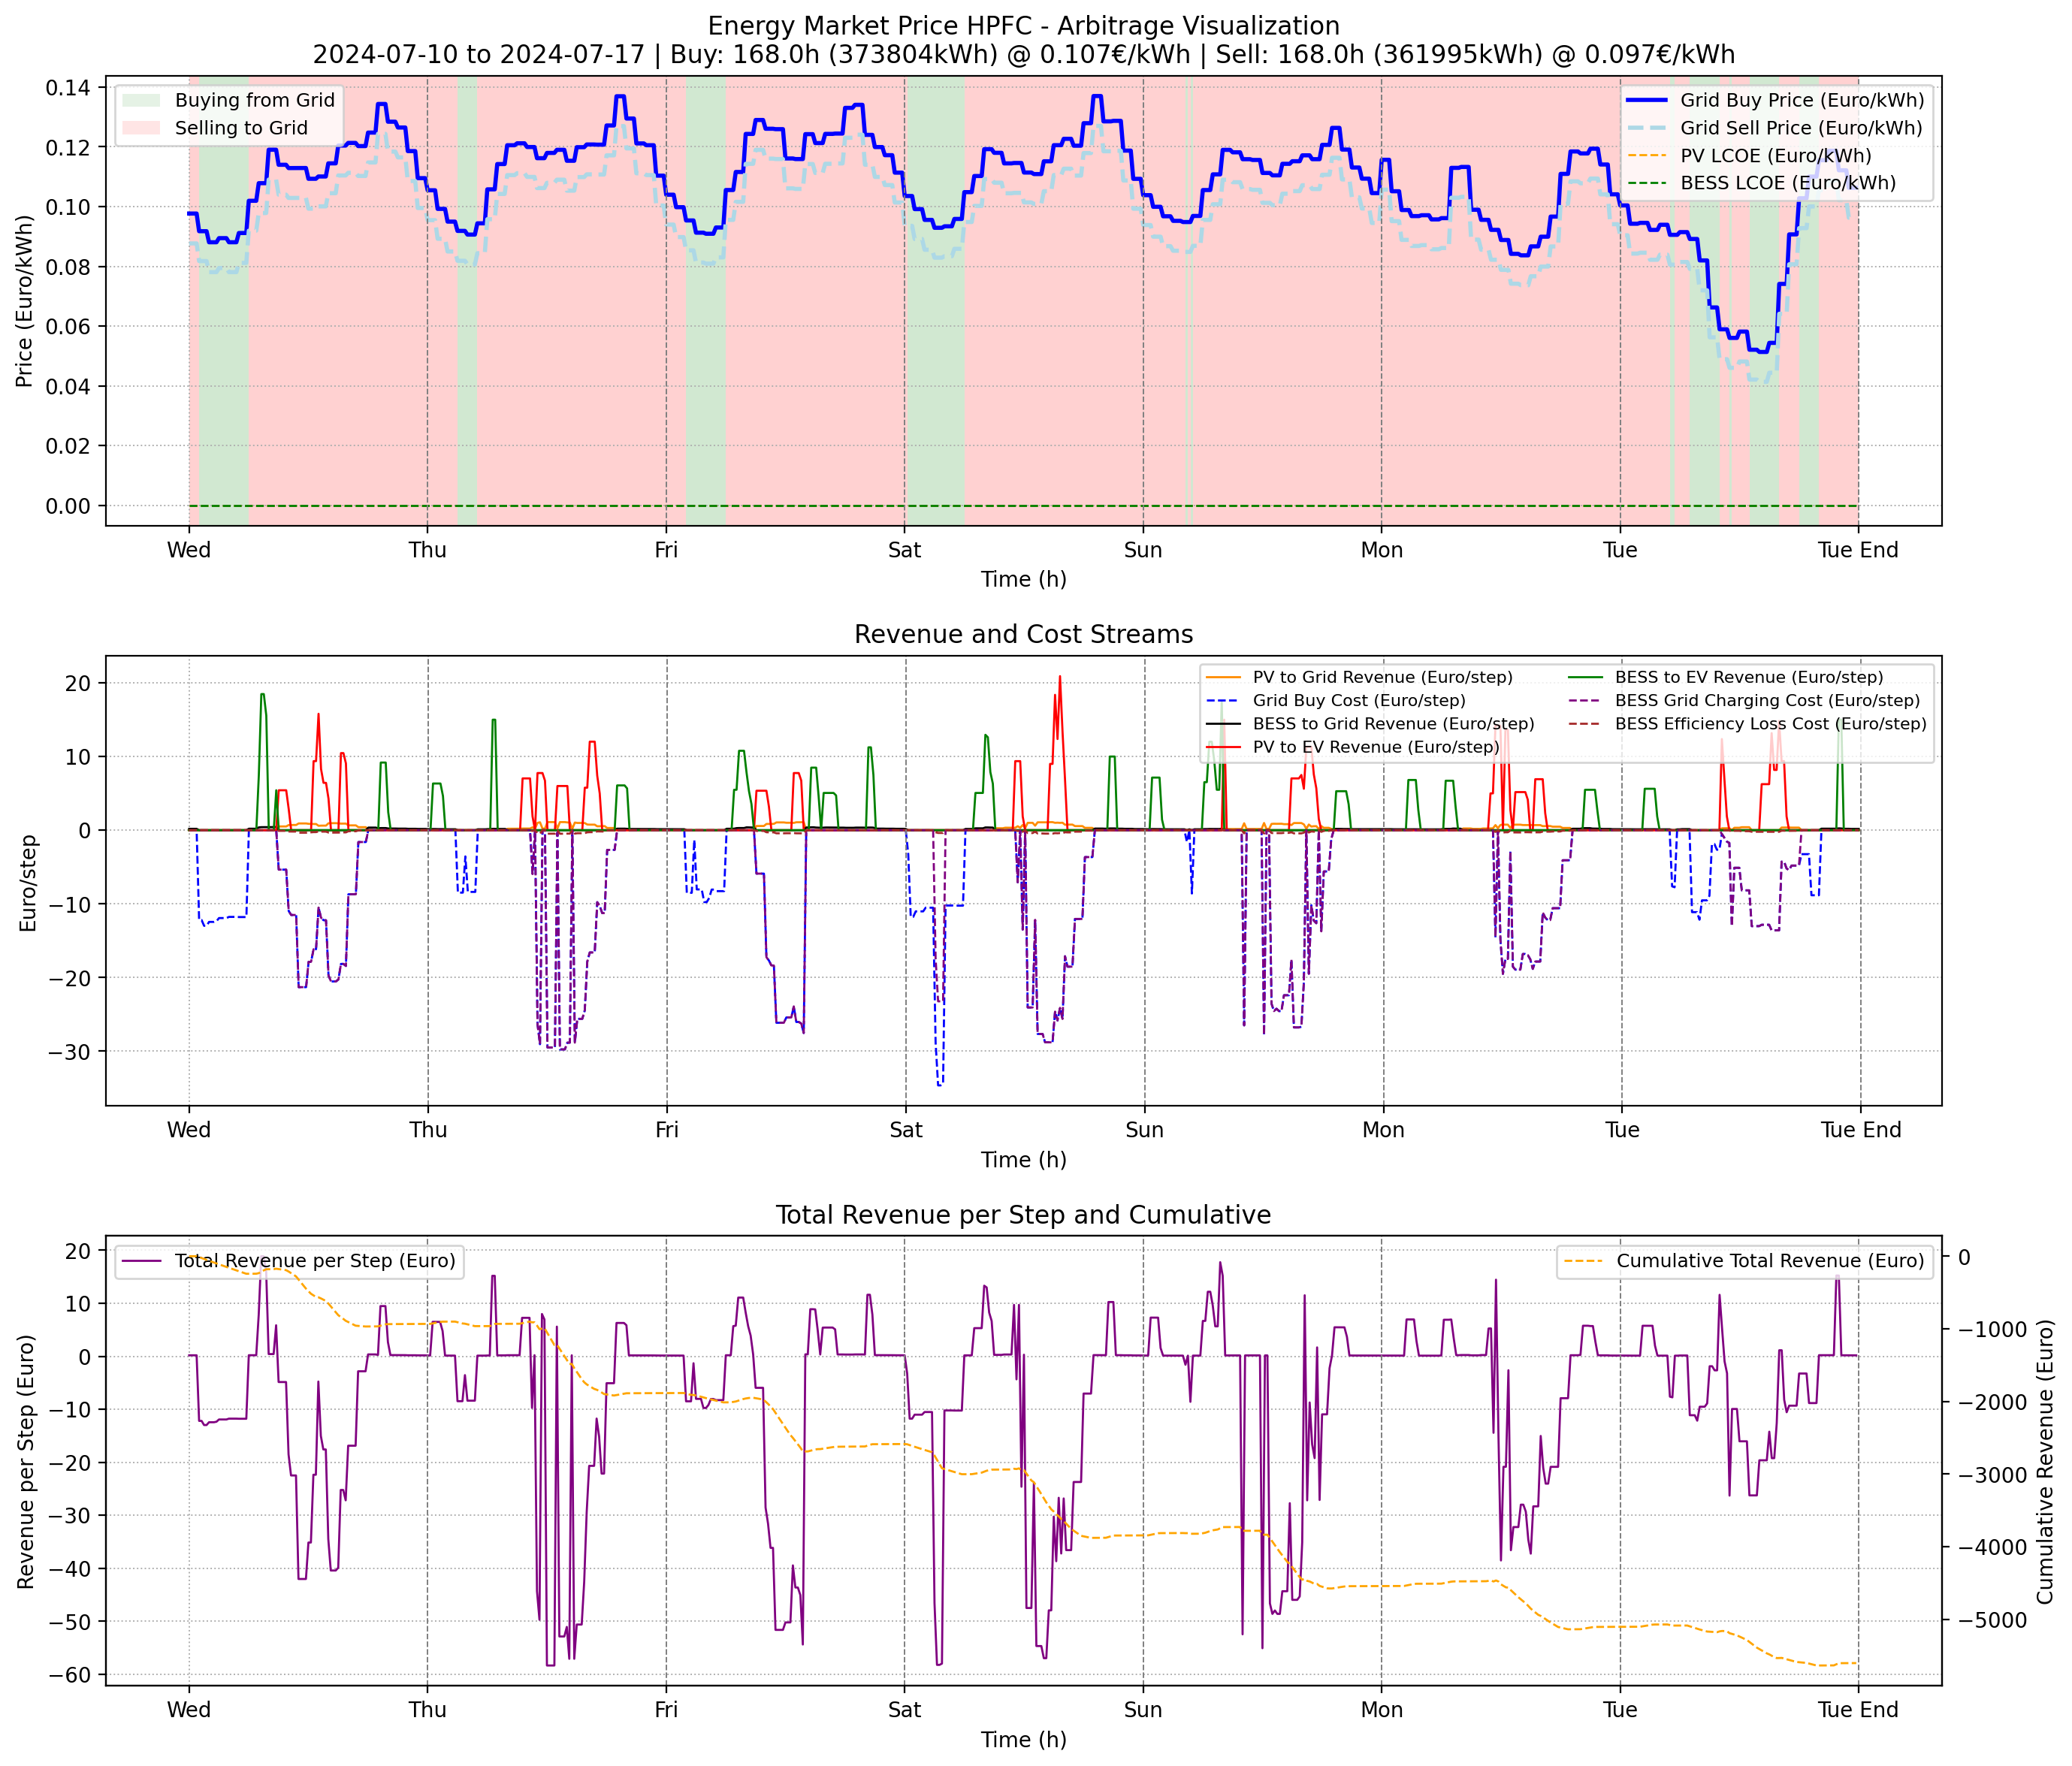 Energy Market Price HPFC - Arbitrage Visualization
2024-07-10 to 2024-07-17 | Buy: 168.0h (373804kWh) @ 0.107€/kWh | Sell: 168.0h (361995kWh) @ 0.097€/kWh
Buying from Grid
Selling to Grid
Grid Buy Price (Euro/kWh)
Grid Sell Price (Euro/kWh)
PV LCOE (Euro/kWh)
BESS LCOE (Euro/kWh)
Price (Euro/kWh)
0.14
0.12
0.10
0.08
0.06
0.04
0.02
0.00
Wed Thu Fri Sat Sun Mon Tue Tue End
Time (h)
Revenue and Cost Streams
PV to Grid Revenue (Euro/step)
Grid Buy Cost (Euro/step)
BESS to Grid Revenue (Euro/step)
PV to EV Revenue (Euro/step)
BESS to EV Revenue (Euro/step)
BESS Grid Charging Cost (Euro/step)
BESS Efficiency Loss Cost (Euro/step)
Euro/step
20
10
0
−10
−20
−30
Wed Thu Fri Sat Sun Mon Tue Tue End
Time (h)
Total Revenue per Step and Cumulative
Total Revenue per Step (Euro)
Cumulative Total Revenue (Euro)
Revenue per Step (Euro)
20
10
0
−10
−20
−30
−40
−50
−60
0
−1000
−2000
−3000
−4000
−5000
Cumulative Revenue (Euro)
Wed Thu Fri Sat Sun Mon Tue Tue End
Time (h)